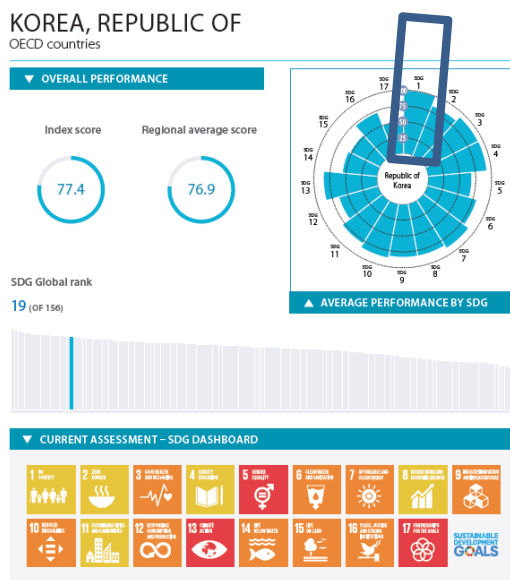 KOREA, REPUBLIC OF
OECD countries
▼ OVERALL PERFORMANCE
Index score
Regional average score
77.4
76.9
SDG Global rank
19 (OF 156)
SDG 17
SDG 1
SDG 2
SDG 3
SDG 4
SDG 5
SDG 6
SDG 7
SDG 8
SDG 9
SDG 10
SDG 11
SDG 12
SDG 13
SDG 14
SDG 15
SDG 16
75
50
25
Republic of
Korea
▲ AVERAGE PERFORMANCE BY SDG
▼ CURRENT ASSESSMENT – SDG DASHBOARD
1 NO
POVERTY
2 ZERO
HUNGER
3 GOOD HEALTH
AND WELL-BEING
4 QUALITY
EDUCATION
5 GENDER
EQUALITY
6 CLEAN WATER
AND SANITATION
7 AFFORDABLE AND
CLEAN ENERGY
8 DECENT WORK AND
ECONOMIC GROWTH
9 INDUSTRY, INNOVATION
AND INFRASTRUCTURE
10 REDUCED
INEQUALITIES
11 SUSTAINABLE CITIES
AND COMMUNITIES
12 RESPONSIBLE
CONSUMPTION
AND PRODUCTION
13 CLIMATE
ACTION
14 LIFE
BELOW WATER
15 LIFE
ON LAND
16 PEACE, JUSTICE
AND STRONG
INSTITUTIONS
17 PARTNERSHIPS
FOR THE GOALS
SUSTAINABLE
DEVELOPMENT
GOALS